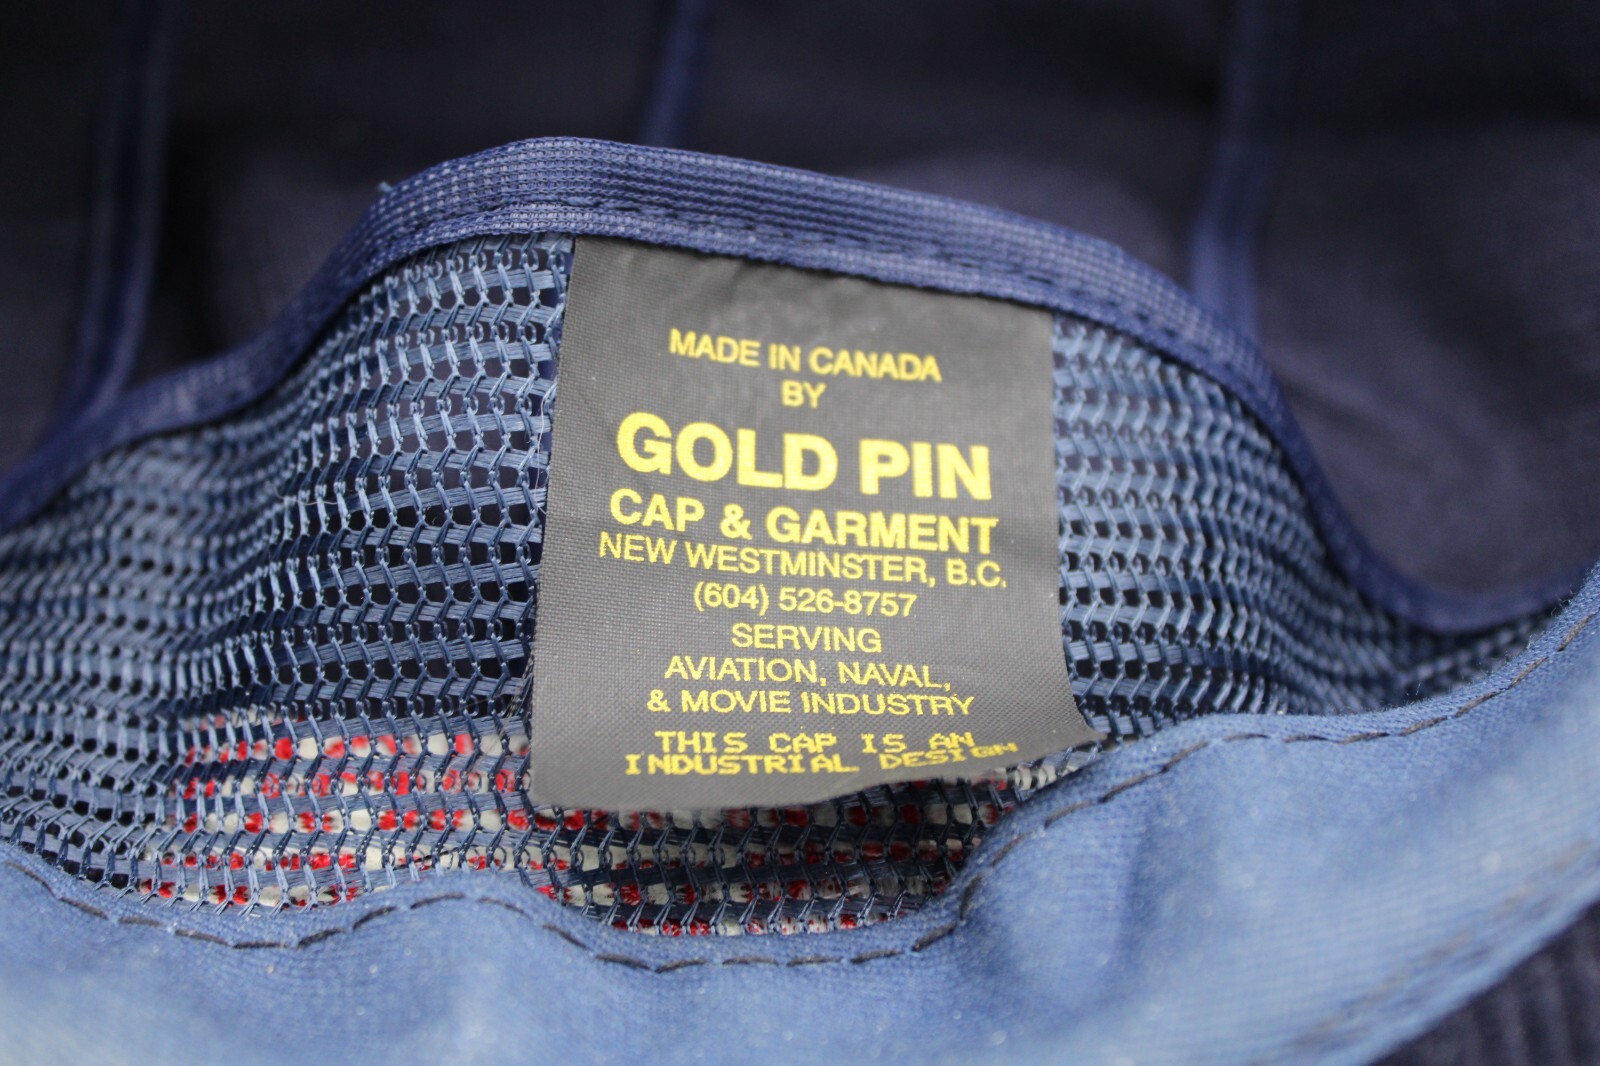 MADE IN CANADA
BY
GOLD PIN
CAP & GARMENT
NEW WESTMINSTER, B.C.
(604) 526-8757
SERVING
AVIATION, NAVAL,
& MOVIE INDUSTRY
THIS CAP IS AN
INDUSTRIAL DESIGN